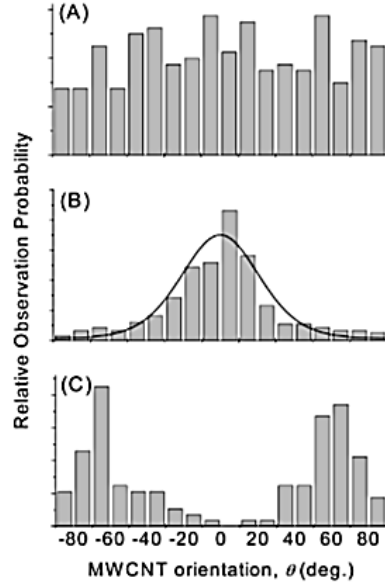 (A)
(B)
(C)
Relative Observation Probability
-80 -60 -40 -20 0 20 40 60 80
MWCNT orientation, θ (deg.)